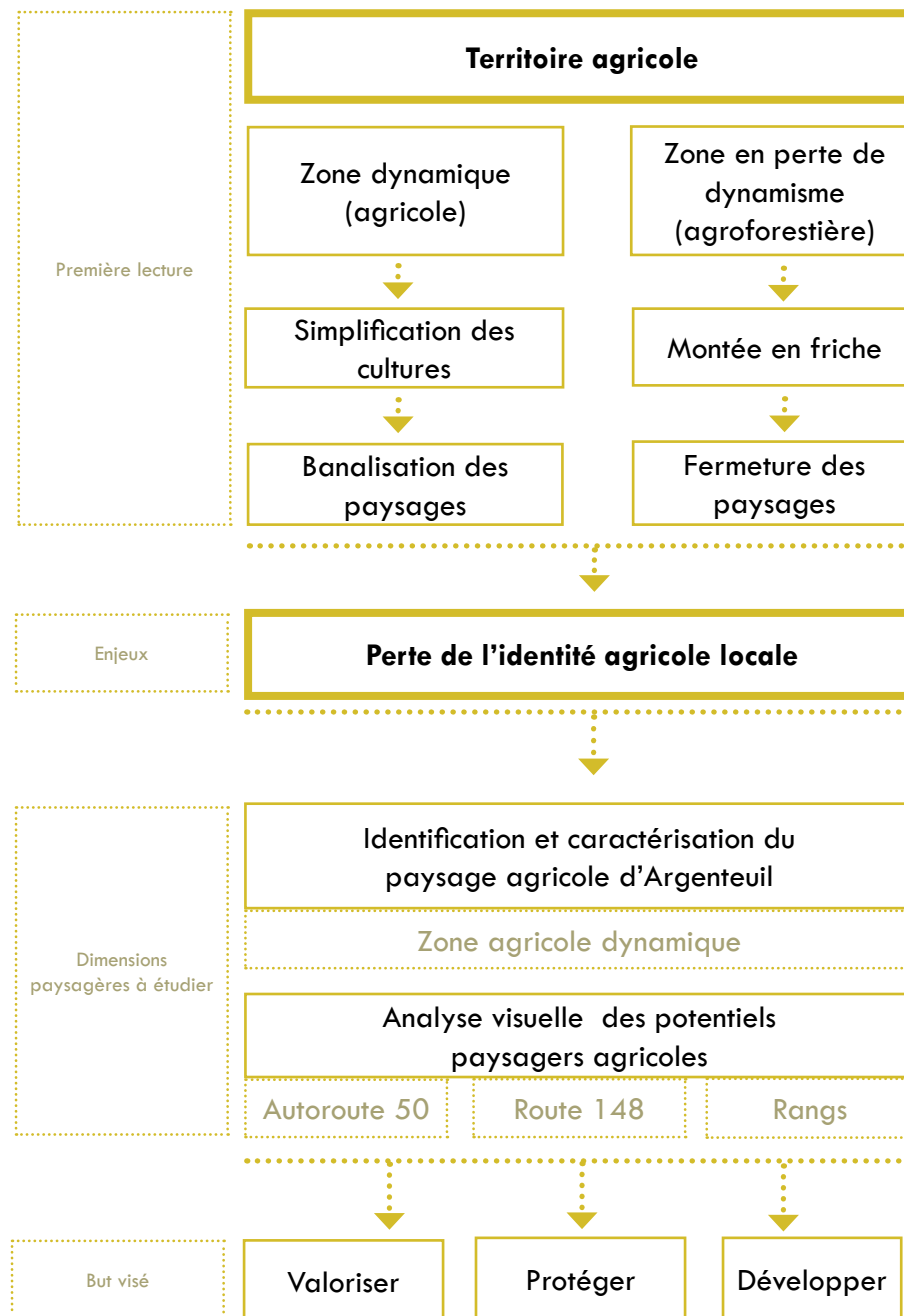 Territoire agricole
Première lecture
Zone dynamique
(agricole)
Zone en perte de
dynamisme
(agroforestière)
Simplification des
cultures
Montée en friche
Banalisation des
paysages
Fermeture des
paysages
Enjeux
Perte de l’identité agricole locale
Dimensions
paysagères à étudier
Identification et caractérisation du
paysage agricole d’Argenteuil
Zone agricole dynamique
Analyse visuelle des potentiels
paysagers agricoles
Autoroute 50
Route 148
Rangs
But visé
Valoriser
Protéger
Développer